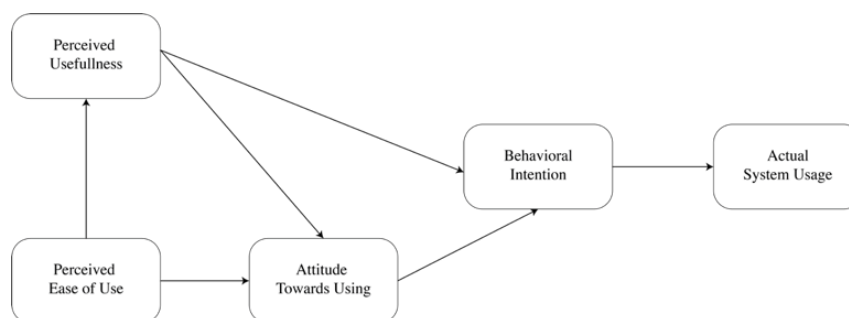 Perceived
Usefullness
Behavioral
Intention
Actual
System Usage
Perceived
Ease of Use
Attitude
Towards Using